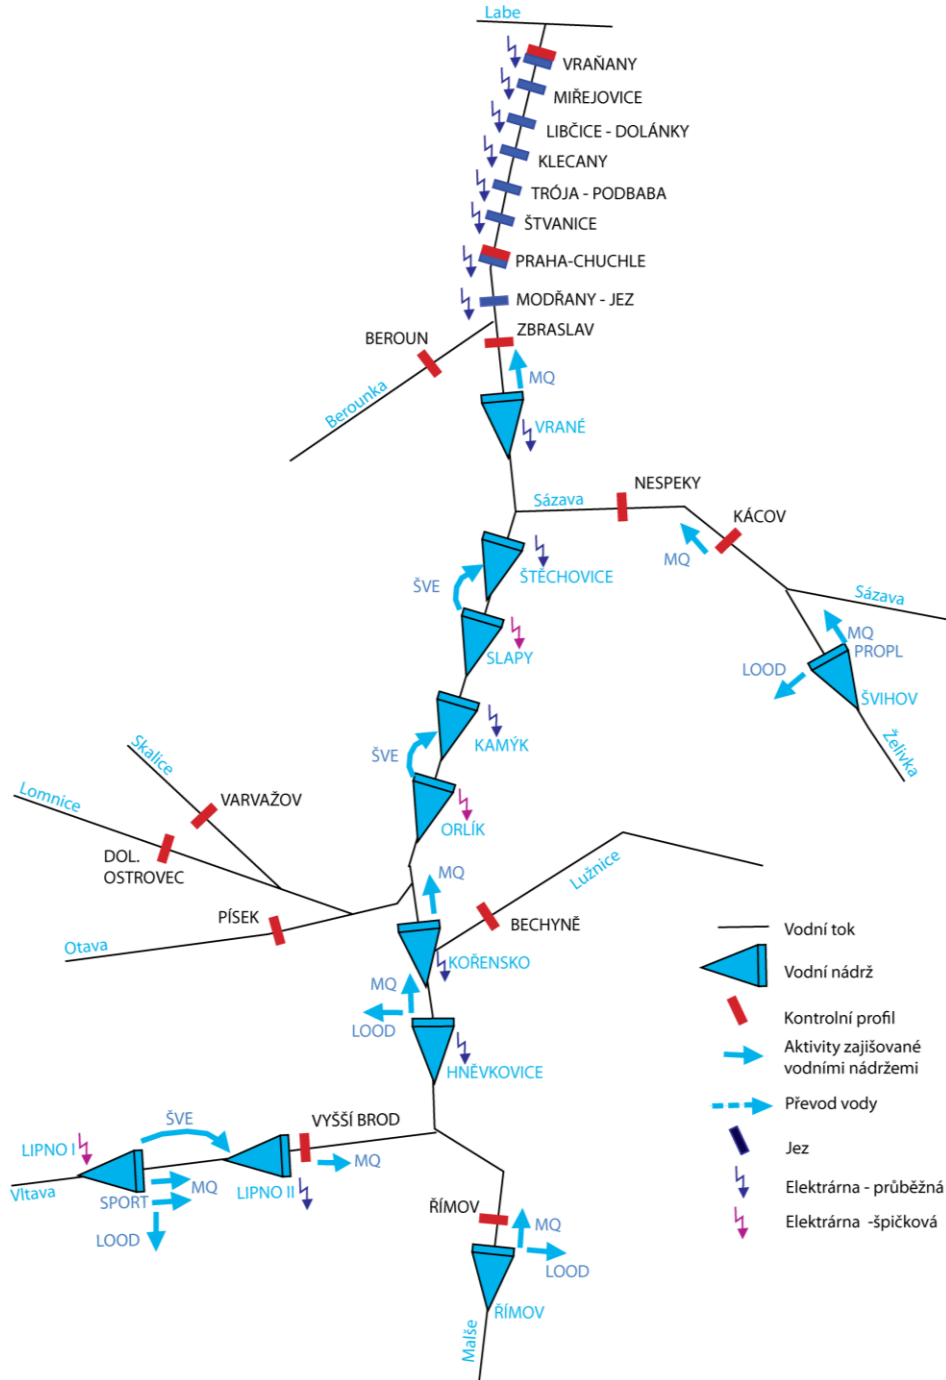 Labe
VRAŇANY
MIŘEJOVICE
LIBČICE - DOLÁNKY
KLECANY
TRÓJA - PODBABA
ŠTVANICE
PRAHA-CHUCHLE
MODŘANY - JEZ
ZBRASLAV
BEROUN
MQ
Berounka
VRANÉ
NESPEKY
Sázava
KÁCOV
MQ
ŠTĚCHOVICE
ŠVE
Sázava
MQ
PROPL
SLAPY
LOOD
ŠVIHOV
KAMÝK
Skalice
ŠVE
Želivka
Lomnice
VARVAŽOV
ORLÍK
DOL.
OSTROVEC
MQ
Lužnice
PÍSEK
BECHYNĚ
Otava
KOŘENSKO
MQ
LOOD
HNĚVKOVICE
VYŠŠÍ BROD
ŠVE
LIPNO I
MQ
LIPNO II
MQ
Vltava
SPORT
LOOD
ŘÍMOV
MQ
LOOD
ŘÍMOV
Malše
Vodní tok
Vodní nádrž
Kontrolní profil
Aktivity zajišované
vodními nádržemi
Převod vody
Jez
Elektrárna - průběžná
Elektrárna -špičková